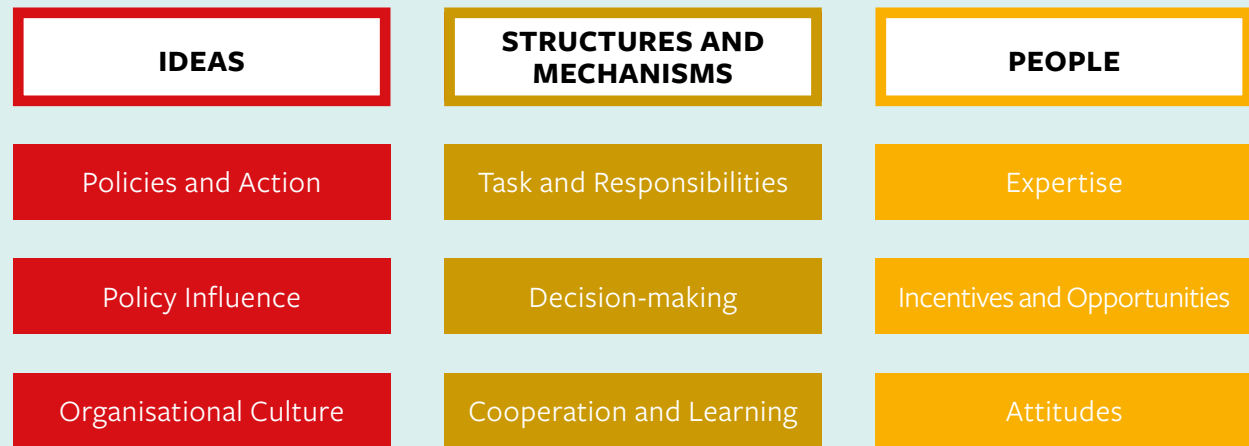 IDEAS
STRUCTURES AND
MECHANISMS
PEOPLE
Policies and Action
Task and Responsibilities
Expertise
Policy Influence
Decision-making
Incentives and Opportunities
Organisational Culture
Cooperation and Learning
Attitudes